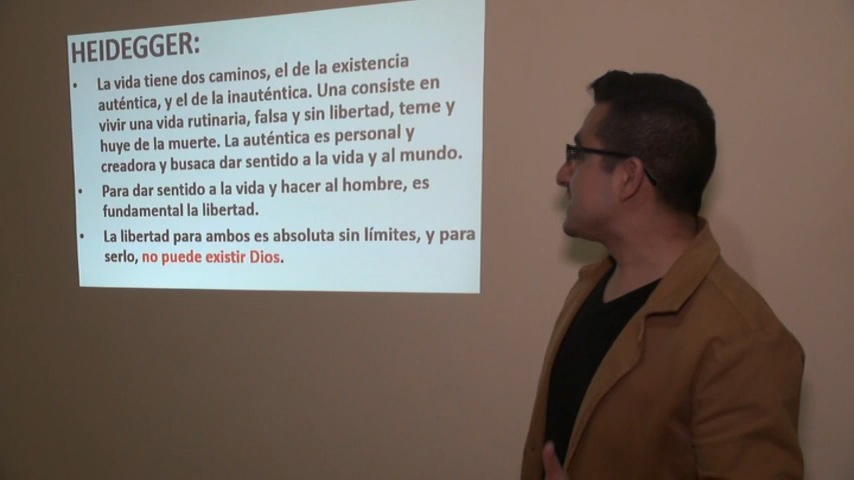 HEIDEGGER:
• La vida tiene dos caminos, el de la existencia
auténtica, y el de la inauténtica. Una consiste en
vivir una vida rutinaria, falsa y sin libertad, teme y
huye de la muerte. La auténtica es personal y
creadora y busaca dar sentido a la vida y al mundo.
• Para dar sentido a la vida y hacer al hombre, es
fundamental la libertad.
• La libertad para ambos es absoluta sin límites, y para
serlo, no puede existir Dios.